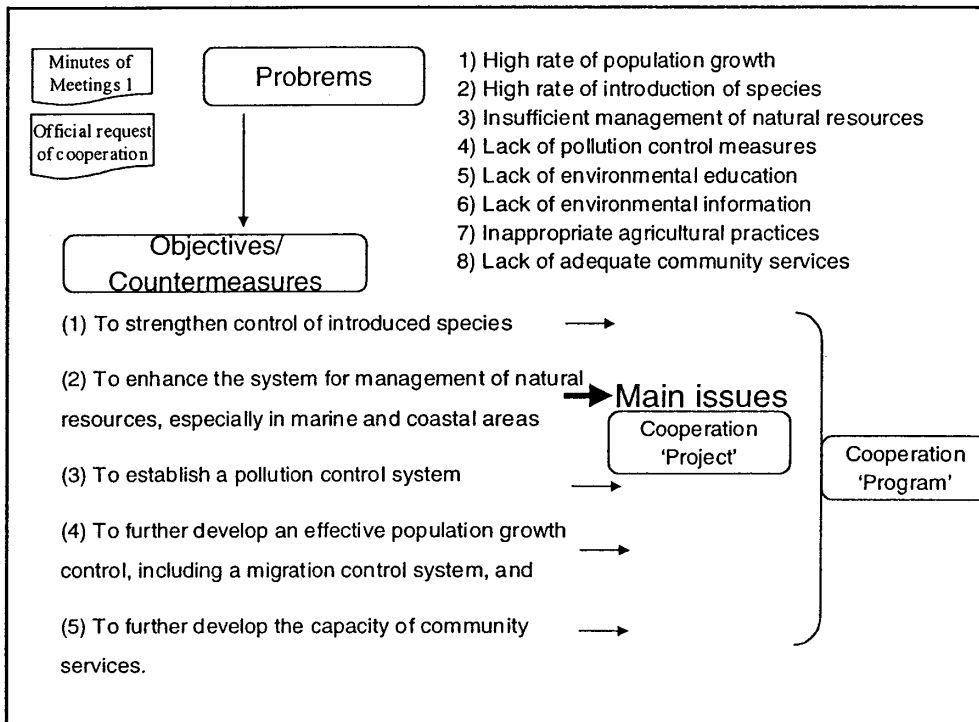 Minutes of
Meetings 1
Official request
of cooperation
Probrems
1) High rate of population growth
2) High rate of introduction of species
3) Insufficient management of natural resources
4) Lack of pollution control measures
5) Lack of environmental education
6) Lack of environmental information
7) Inappropriate agricultural practices
8) Lack of adequate community services
Objectives/
Countermeasures
(1) To strengthen control of introduced species
(2) To enhance the system for management of natural
resources, especially in marine and coastal areas
(3) To establish a pollution control system
(4) To further develop an effective population growth
control, including a migration control system, and
(5) To further develop the capacity of community
services.
Main issues
Cooperation
'Project'
Cooperation
'Program'